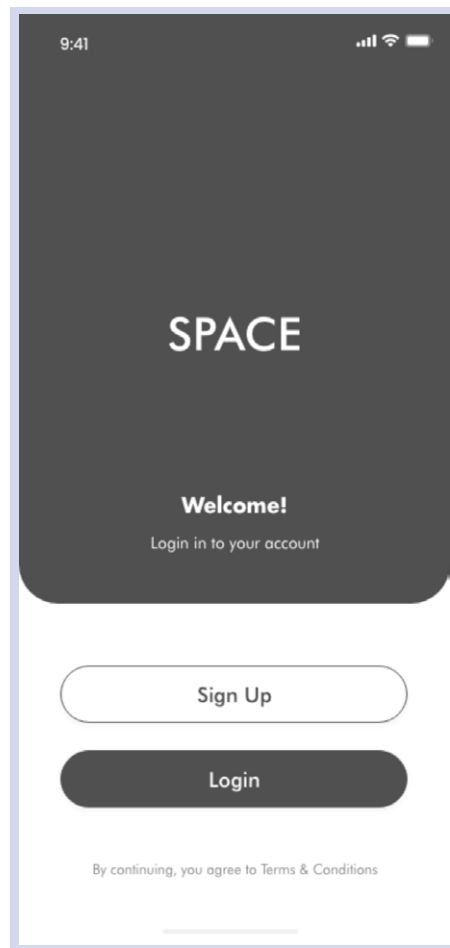 9:41
SPACE
Welcome!
Login in to your account
Sign Up
Login
By continuing, you agree to Terms & Conditions